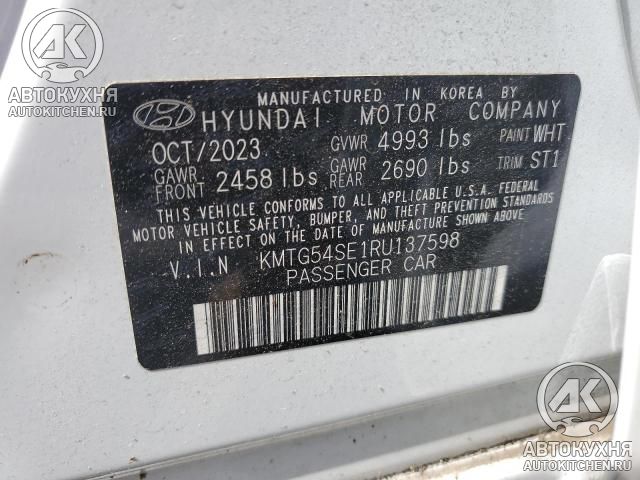 AK
АВТОКУХНЯ
AUTOKITCHEN.RU
MANUFACTURED IN KOREA BY
HYUNDAI MOTOR COMPANY
OCT/2023 GVWR 4993 lbs PAINT WHT
GAWR FRONT 2458 lbs GAWR REAR 2690 lbs TRIM ST1
THIS VEHICLE CONFORMS TO ALL APPLICABLE U.S.A. FEDERAL
MOTOR VEHICLE SAFETY, BUMPER, AND THEFT PREVENTION STANDARDS
IN EFFECT ON THE DATE OF MANUFACTURE SHOWN ABOVE.
V.I.N KMTG54SE1RU137598
PASSENGER CAR
AK
АВТОКУХНЯ
AUTOKITCHEN.RU